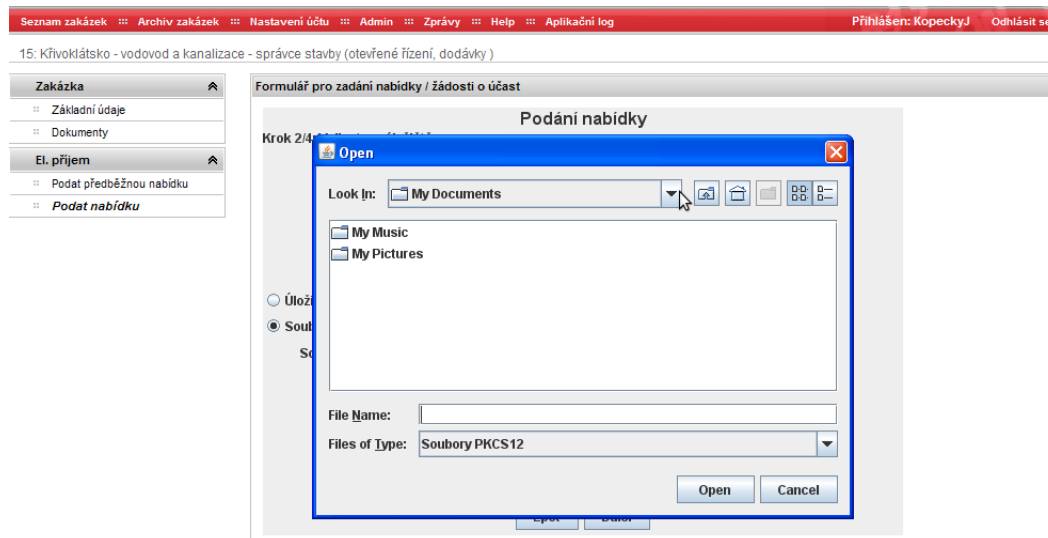 Seznam zakázek ::: Archiv zakázek ::: Nastavení účtu ::: Admin ::: Zprávy ::: Help ::: Aplikační log Přihlášen: KopeckyJ Odhlásit se
15: Křivoklátsko - vodovod a kanalizace - správce stavby (otevřené řízení, dodávky )
Zakázka
Základní údaje
Dokumenty
El. příjem
Podat předběžnou nabídku
Podat nabídku
Formulář pro zadání nabídky / žádosti o účast
Podání nabídky
Krok 2/4
Open
Look In: My Documents
My Music
My Pictures
File Name:
Files of Type: Soubory PKCS12
Open Cancel